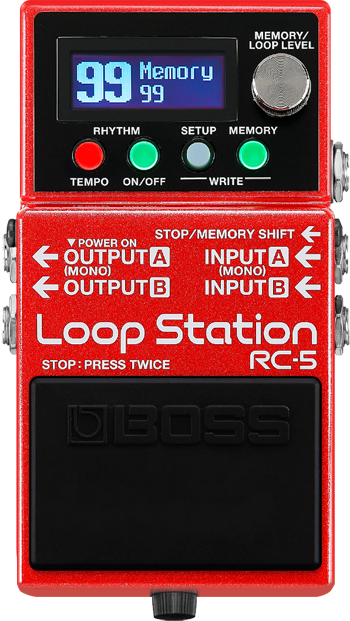 MEMORY/
LOOP LEVEL
99 Memory
99
RHYTHM SETUP MEMORY
TEMPO ON/OFF WRITE
STOP/MEMORY SHIFT
▼POWER ON
OUTPUT A INPUT A
(MONO) (MONO)
OUTPUT B INPUT B
Loop Station
RC-5
STOP : PRESS TWICE
BOSS